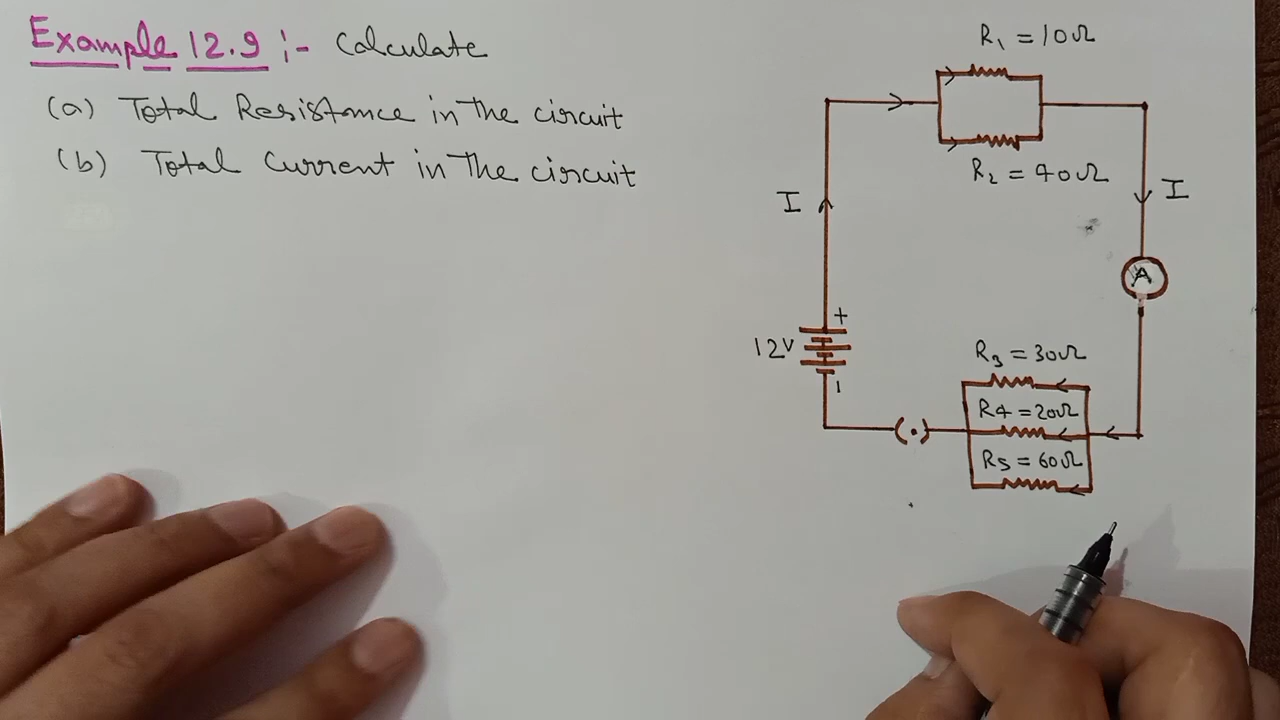 Example 12.9 :- Calculate
(a) Total Resistance in the circuit
(b) Total Current in the circuit
R₁ = 10Ω
R₂ = 40Ω
I
I
A
+
12V
R₃ = 30Ω
R4 = 20Ω
R5 = 60Ω